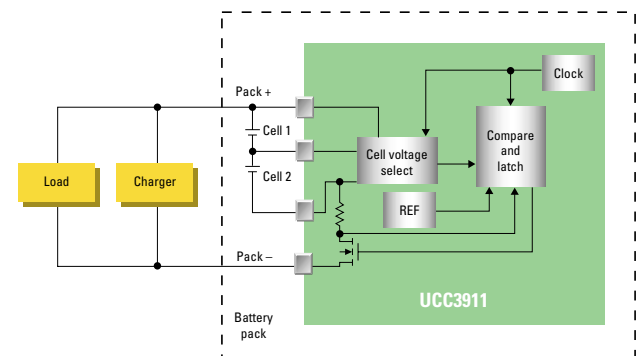 Clock
Pack +
Cell 1
Compare
and
latch
Cell voltage
select
Cell 2
Load
Charger
REF
Pack –
UCC3911
Battery
pack